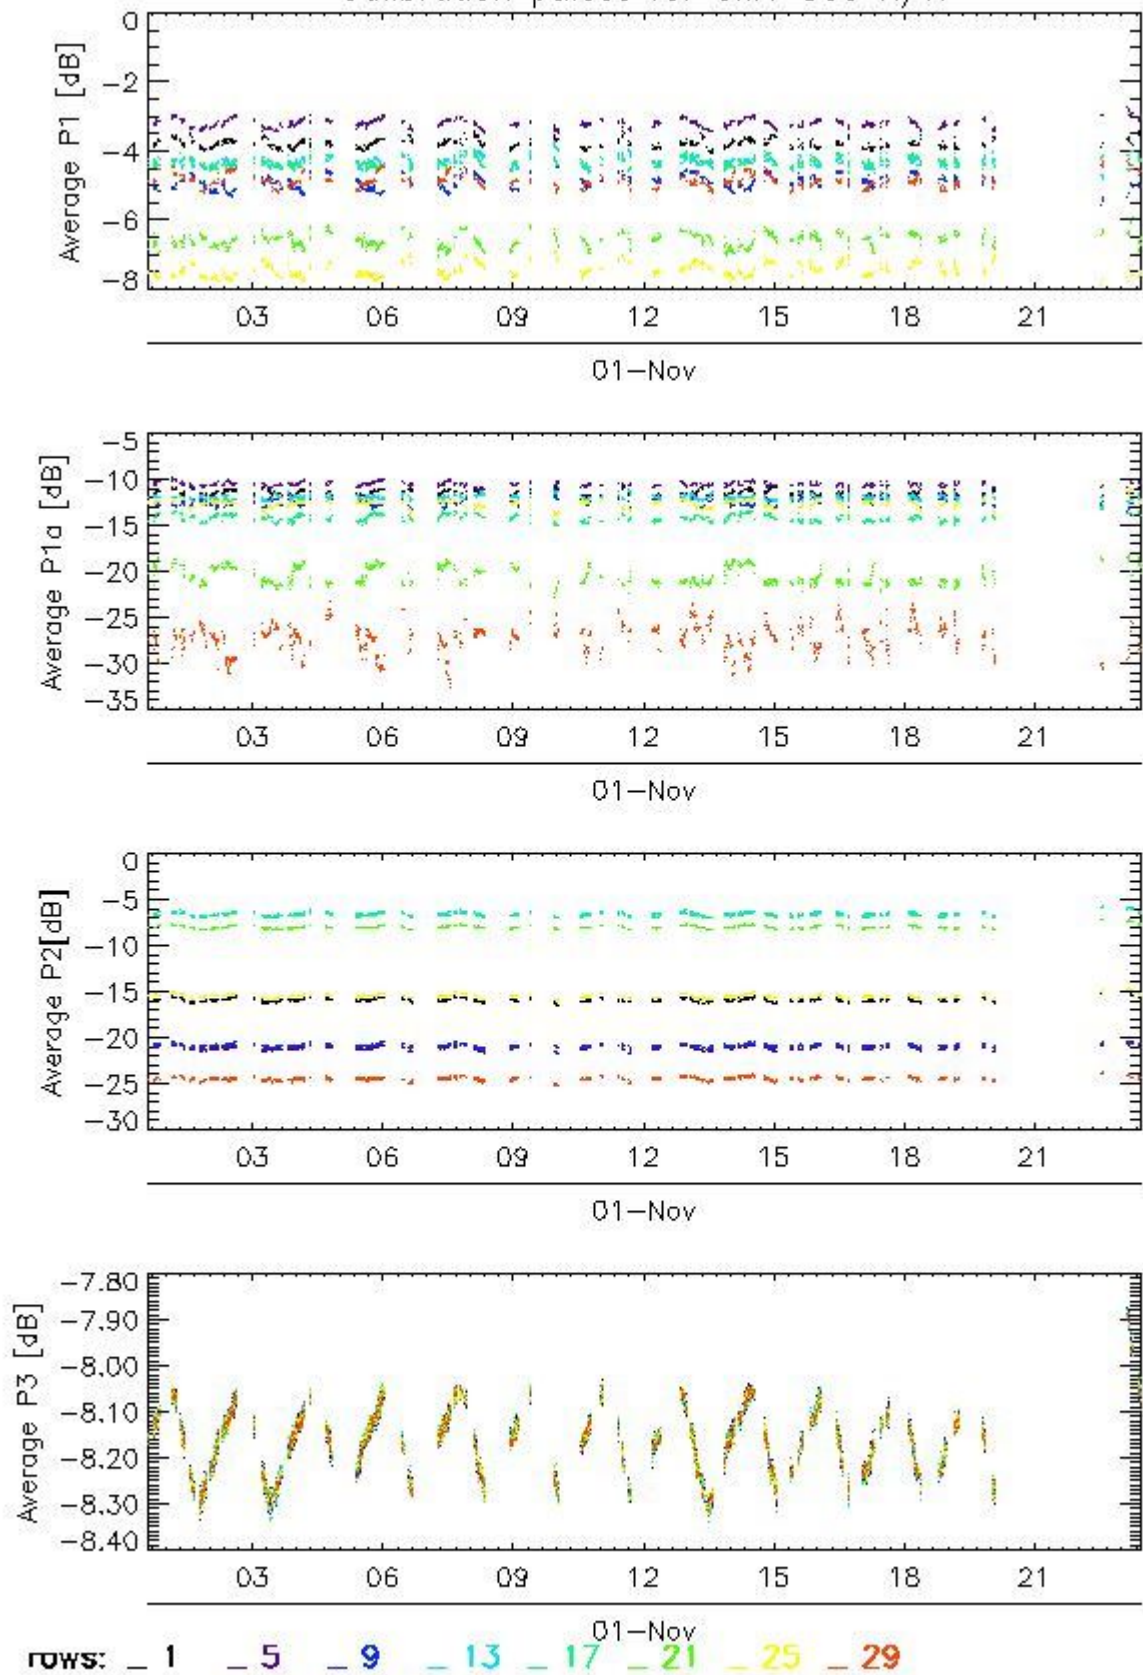 0
-2
-4
-6
-8
Average P1 [dB]
03 06 09 12 15 18 21
01-Nov
-5
-10
-15
-20
-25
-30
-35
Average P1a [dB]
03 06 09 12 15 18 21
01-Nov
0
-5
-10
-15
-20
-25
-30
Average P2[dB]
03 06 09 12 15 18 21
01-Nov
-7.80
-7.90
-8.00
-8.10
-8.20
-8.30
-8.40
Average P3 [dB]
03 06 09 12 15 18 21
01-Nov
rows: _ 1 _ 5 _ 9 _ 13 _ 17 _ 21 _ 25 _ 29